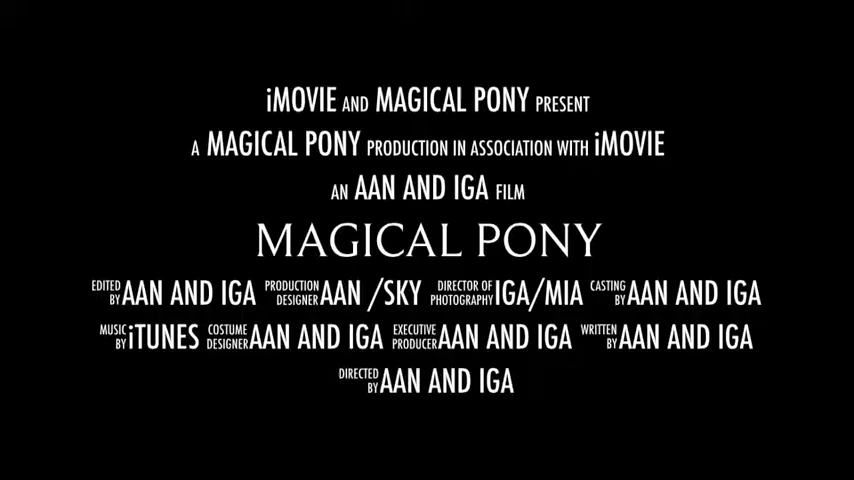 iMOVIE AND MAGICAL PONY PRESENT
A MAGICAL PONY PRODUCTION IN ASSOCIATION WITH iMOVIE
AN AAN AND IGA FILM
MAGICAL PONY
EDITED BY AAN AND IGA PRODUCTION DESIGNER AAN /SKY DIRECTOR OF PHOTOGRAPHY IGA/MIA CASTING BY AAN AND IGA
MUSIC BY iTUNES COSTUME DESIGNER AAN AND IGA EXECUTIVE PRODUCER AAN AND IGA WRITTEN BY AAN AND IGA
DIRECTED BY AAN AND IGA